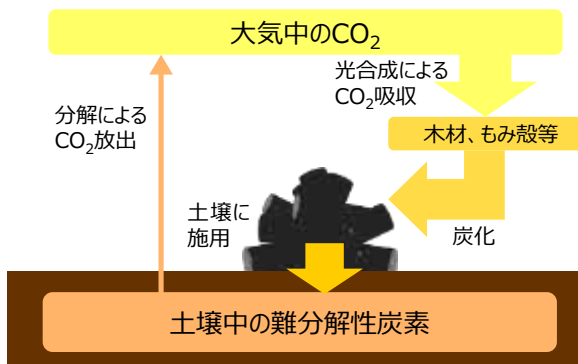 大気中のCO₂
光合成による
CO₂吸収
分解による
CO₂放出
木材、もみ殻等
土壌に
施用
炭化
土壌中の難分解性炭素